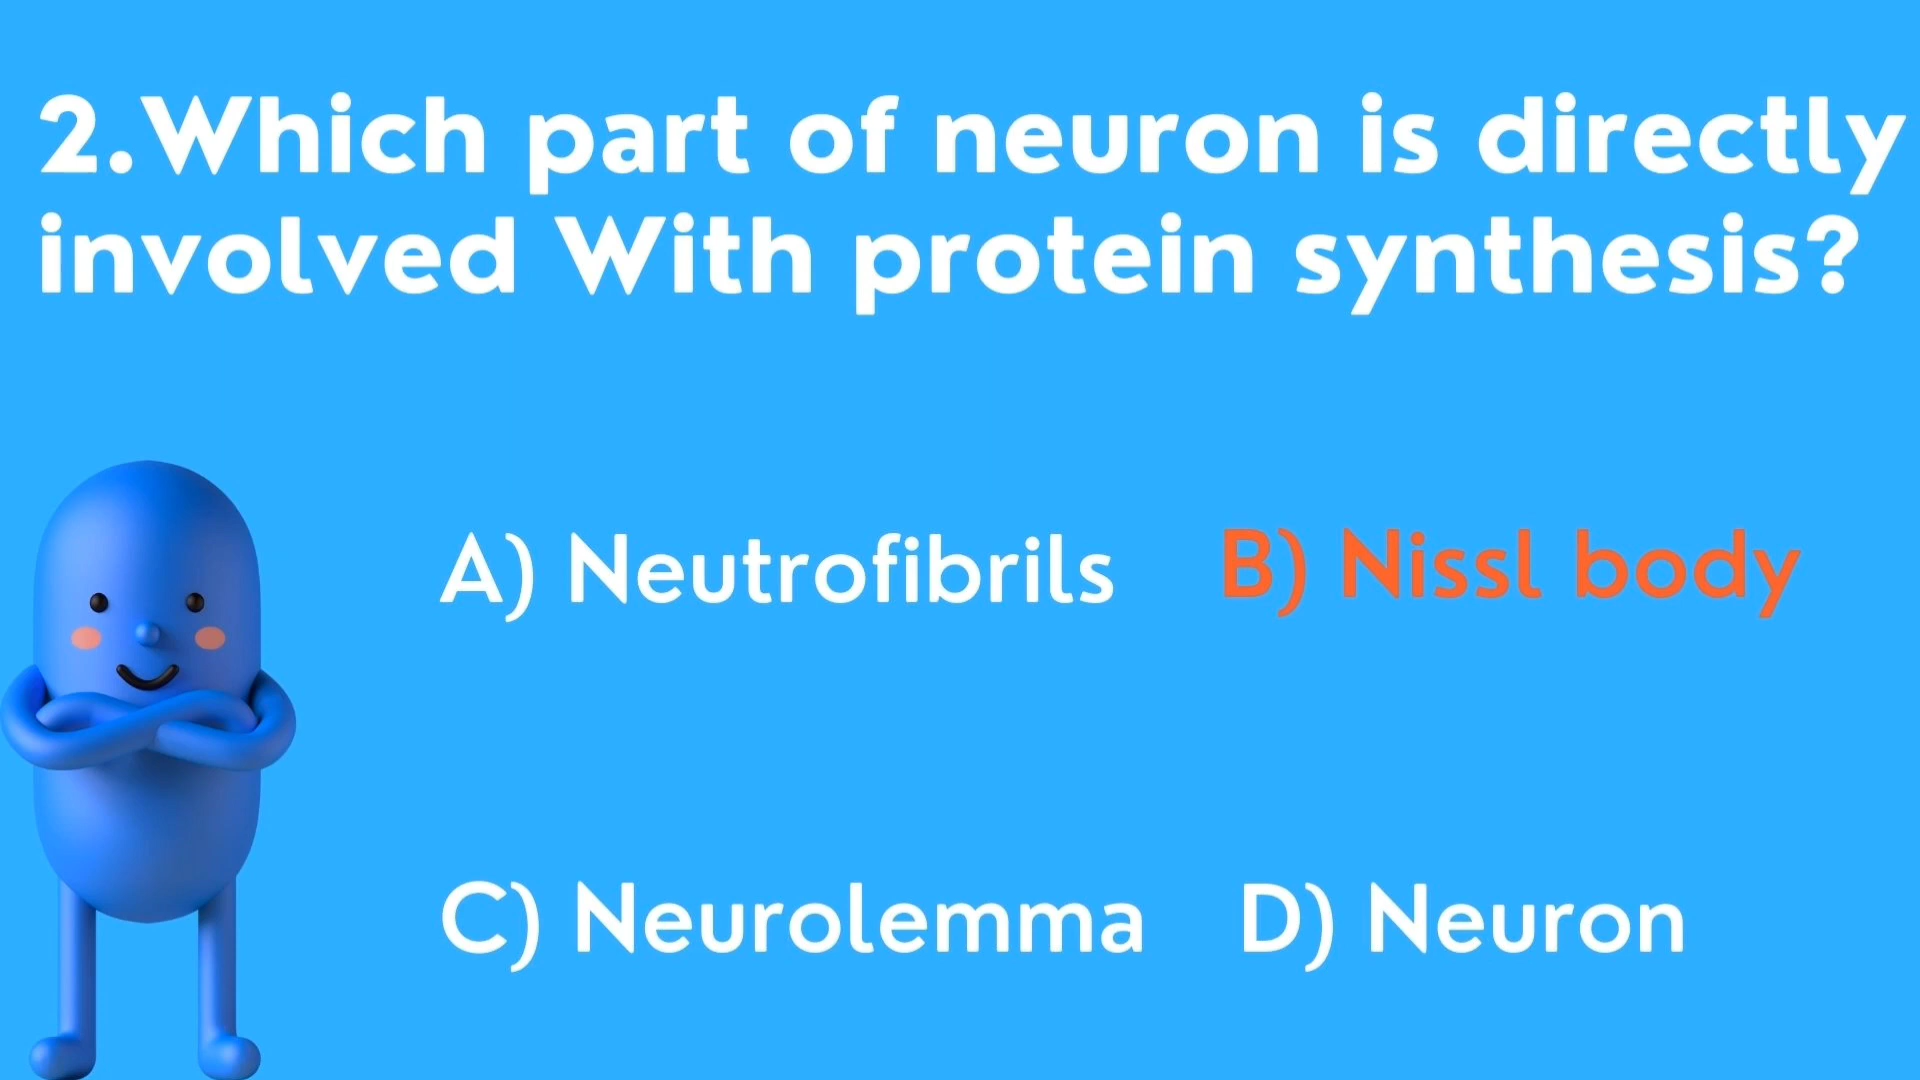 2.Which part of neuron is directly
involved With protein synthesis?
A) Neutrofibrils
B) Nissl body
C) Neurolemma
D) Neuron